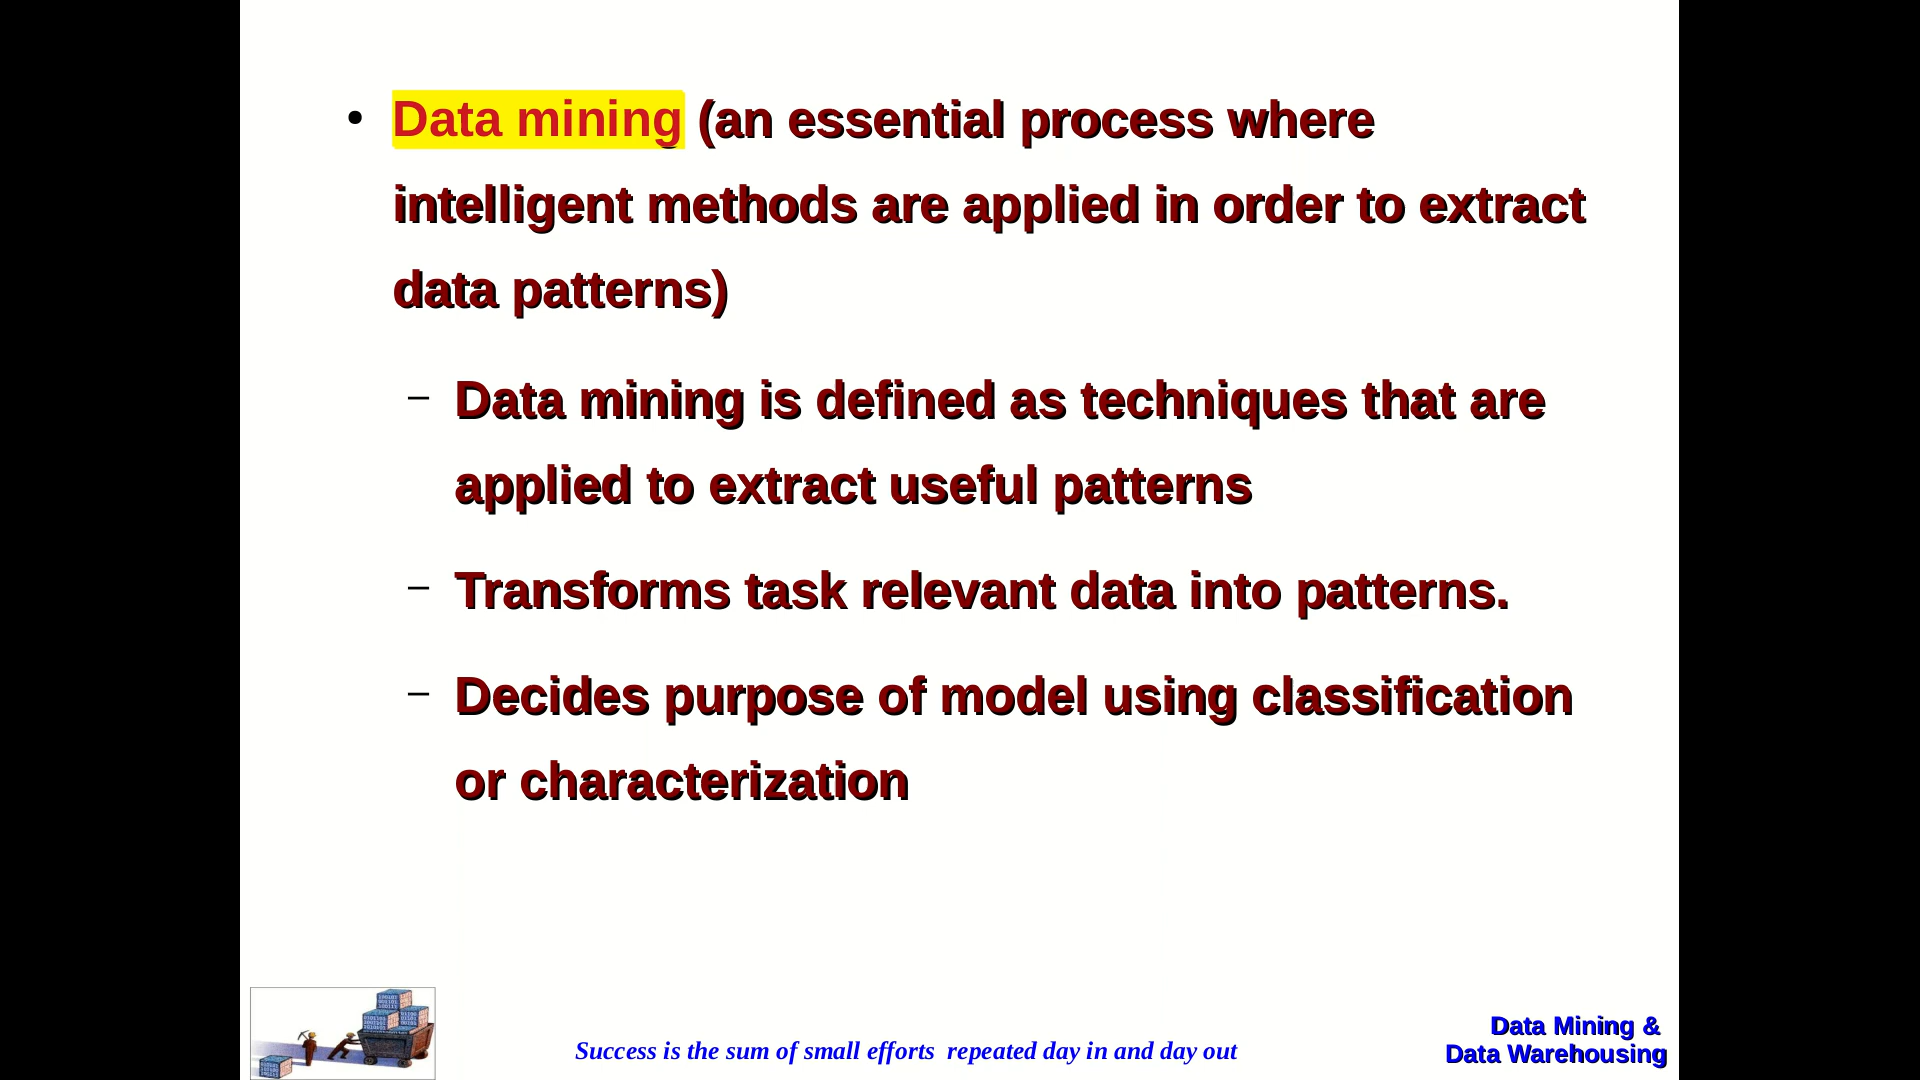 • Data mining (an essential process where
intelligent methods are applied in order to extract
data patterns)
– Data mining is defined as techniques that are
applied to extract useful patterns
– Transforms task relevant data into patterns.
– Decides purpose of model using classification
or characterization
Success is the sum of small efforts  repeated day in and day out
Data Mining &
Data Warehousing